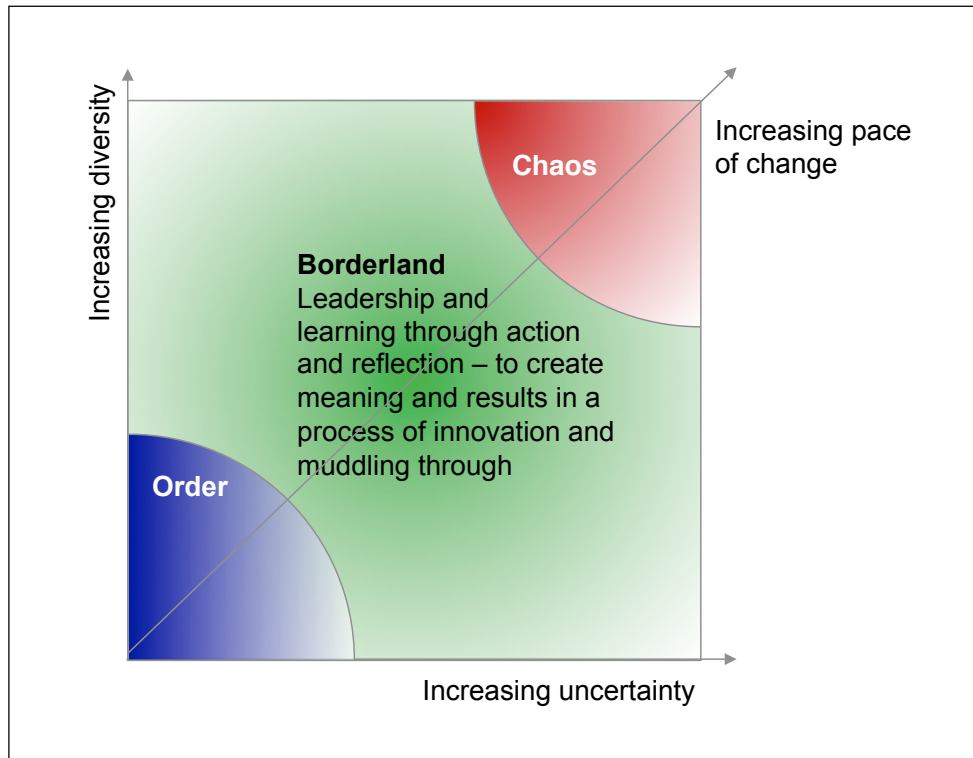 Increasing diversity
Increasing pace
of change
Chaos
Borderland
Leadership and
learning through action
and reflection – to create
meaning and results in a
process of innovation and
muddling through
Order
Increasing uncertainty